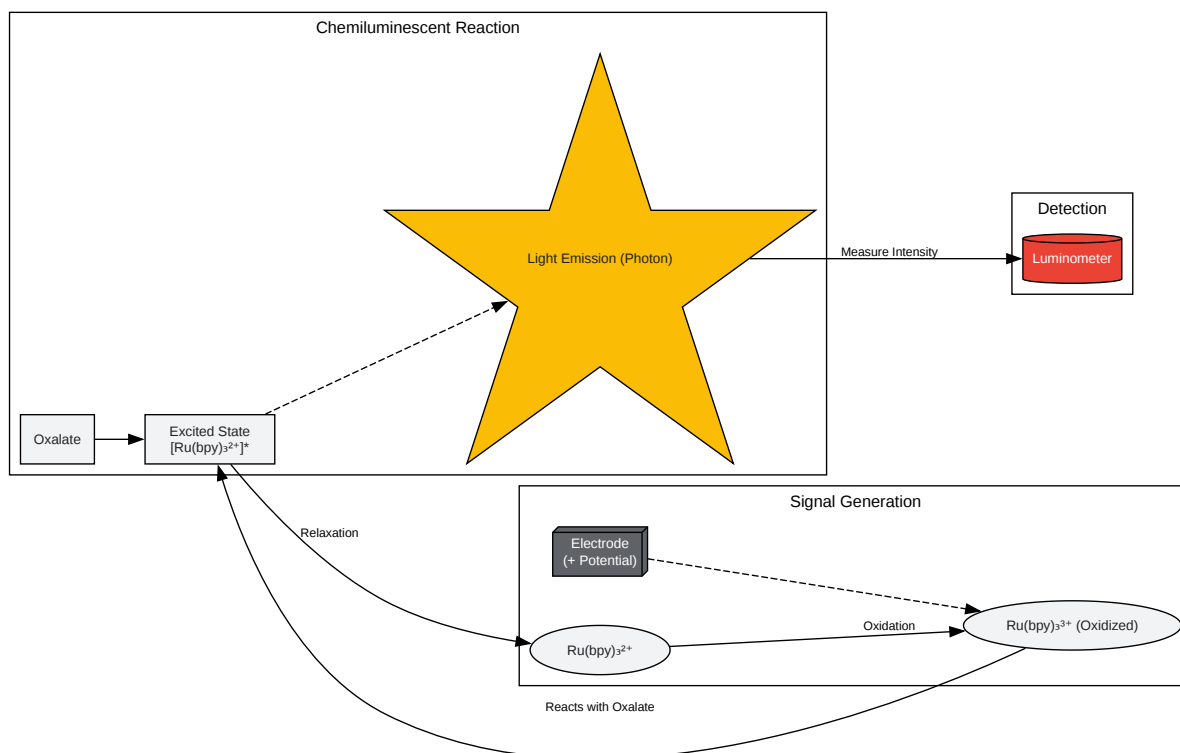 Chemiluminescent Reaction
Light Emission (Photon)
Measure Intensity
Detection
Luminometer
Oxalate
Excited State
[Ru(bpy)₃²⁺]*
Relaxation
Signal Generation
Electrode
(+ Potential)
Ru(bpy)₃²⁺
Oxidation
Ru(bpy)₃³⁺ (Oxidized)
Reacts with Oxalate